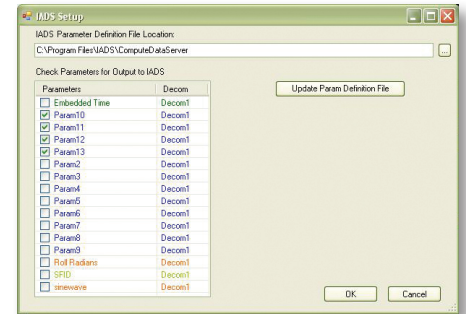 IADS Setup
IADS Parameter Definition File Location:
C:\Program Files\IADS\ComputeDataServer
...
Check Parameters for Output to IADS
Parameters Decom
Embedded Time Decom1
Param10 Decom1
Param11 Decom1
Param12 Decom1
Param13 Decom1
Param2 Decom1
Param3 Decom1
Param4 Decom1
Param5 Decom1
Param6 Decom1
Param7 Decom1
Param8 Decom1
Param9 Decom1
Roll Radians Decom1
SFID Decom1
sinewave Decom1
Update Param Definition File
OK Cancel